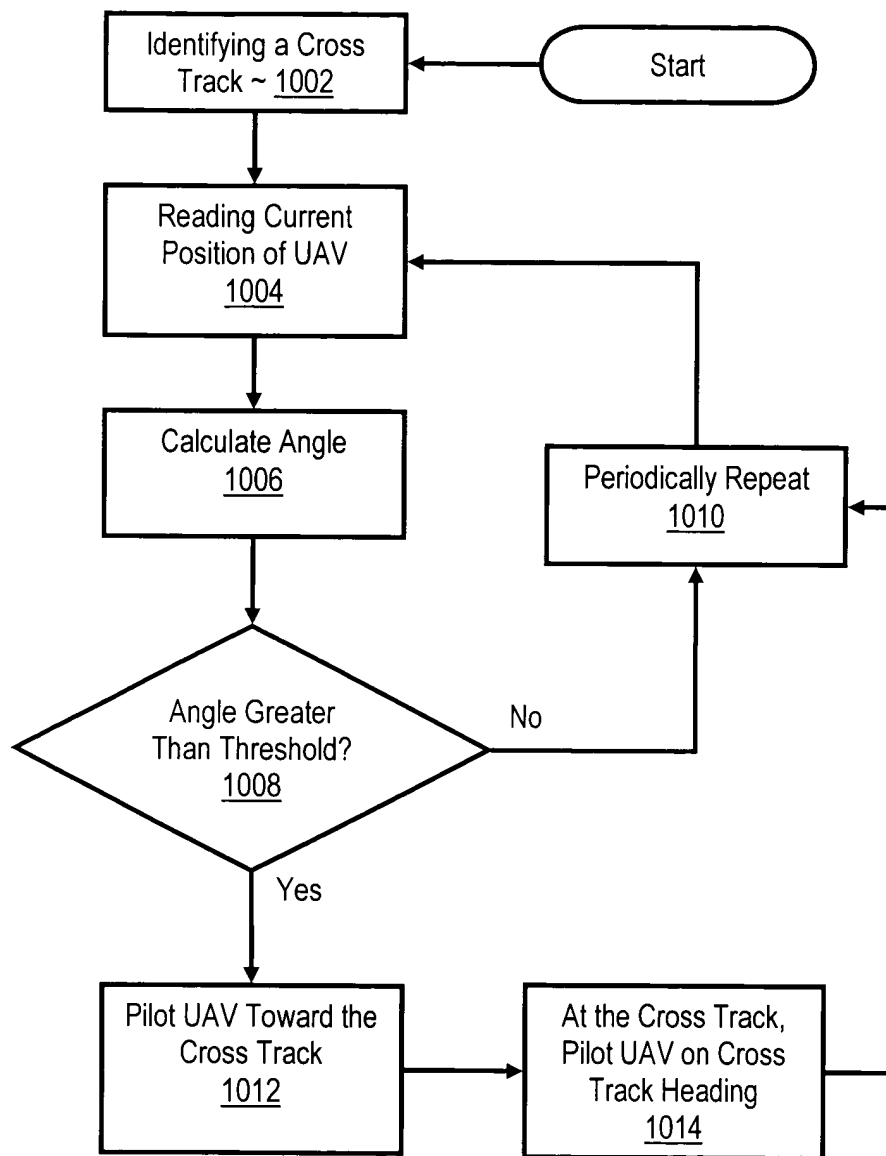 Start
Identifying a Cross
Track ~ 1002
Reading Current
Position of UAV
1004
Calculate Angle
1006
Periodically Repeat
1010
Angle Greater
Than Threshold?
1008
No
Yes
Pilot UAV Toward the
Cross Track
1012
At the Cross Track,
Pilot UAV on Cross
Track Heading
1014